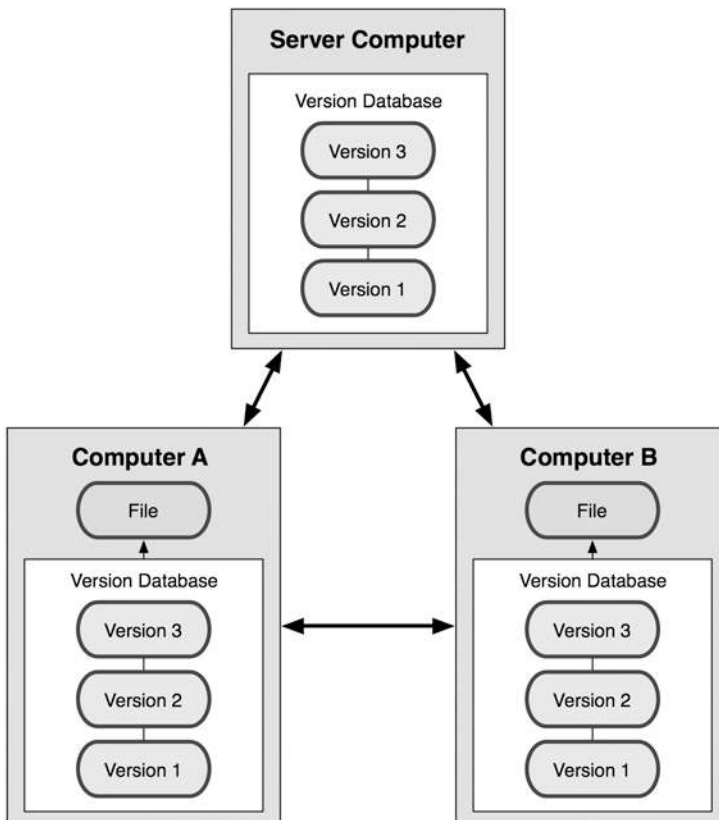 Server Computer
Version Database
Version 3
Version 2
Version 1
Computer A
File
Version Database
Version 3
Version 2
Version 1
Computer B
File
Version Database
Version 3
Version 2
Version 1